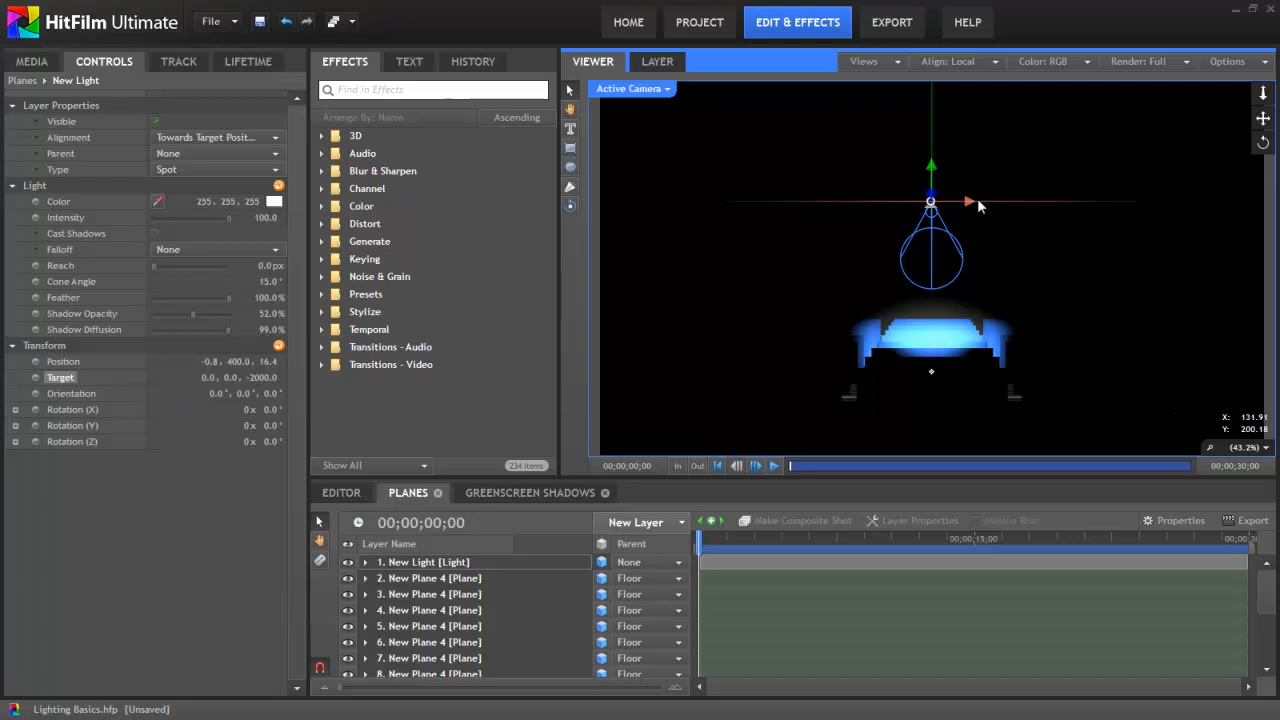 HitFilm Ultimate
File
HOME
PROJECT
EDIT & EFFECTS
EXPORT
HELP
MEDIA
CONTROLS
TRACK
LIFETIME
Planes
New Light
Layer Properties
Visible
Alignment
Towards Target Posit...
Parent
None
Type
Spot
Light
Color
255, 255, 255
Intensity
100.0
Cast Shadows
Falloff
None
Reach
0.0px
Cone Angle
15.0°
Feather
100.0%
Shadow Opacity
52.0%
Shadow Diffusion
99.0%
Transform
Position
-0.8, 400.0, 16.4
Target
0.0, 0.0, -2000.0
Orientation
0.0°, 0.0°, 0.0°
Rotation (X)
0x 0.0°
Rotation (Y)
0x 0.0°
Rotation (Z)
0x 0.0°
EFFECTS
TEXT
HISTORY
Find in Effects
Arrange By: Name
Ascending
3D
Audio
Blur & Sharpen
Channel
Color
Distort
Generate
Keying
Noise & Grain
Presets
Stylize
Temporal
Transitions - Audio
Transitions - Video
Show All
234 items
VIEWER
LAYER
Views
Align: Local
Color: RGB
Render: Full
Options
Active Camera
X: 131.91
Y: 200.18
(43.2%)
00;00;00;00
In
Out
00;00;30;00
EDITOR
PLANES
GREENSCREEN SHADOWS
00;00;00;00
New Layer
Make Composite Shot
Layer Properties
Motion Blur
Properties
Export
Layer Name
Parent
00;00;15;00
1. New Light [Light]
None
2. New Plane 4 [Plane]
Floor
3. New Plane 4 [Plane]
Floor
4. New Plane 4 [Plane]
Floor
5. New Plane 4 [Plane]
Floor
6. New Plane 4 [Plane]
Floor
7. New Plane 4 [Plane]
Floor
8. New Plane 4 [Plane]
Floor
Lighting Basics.hfp
[Unsaved]